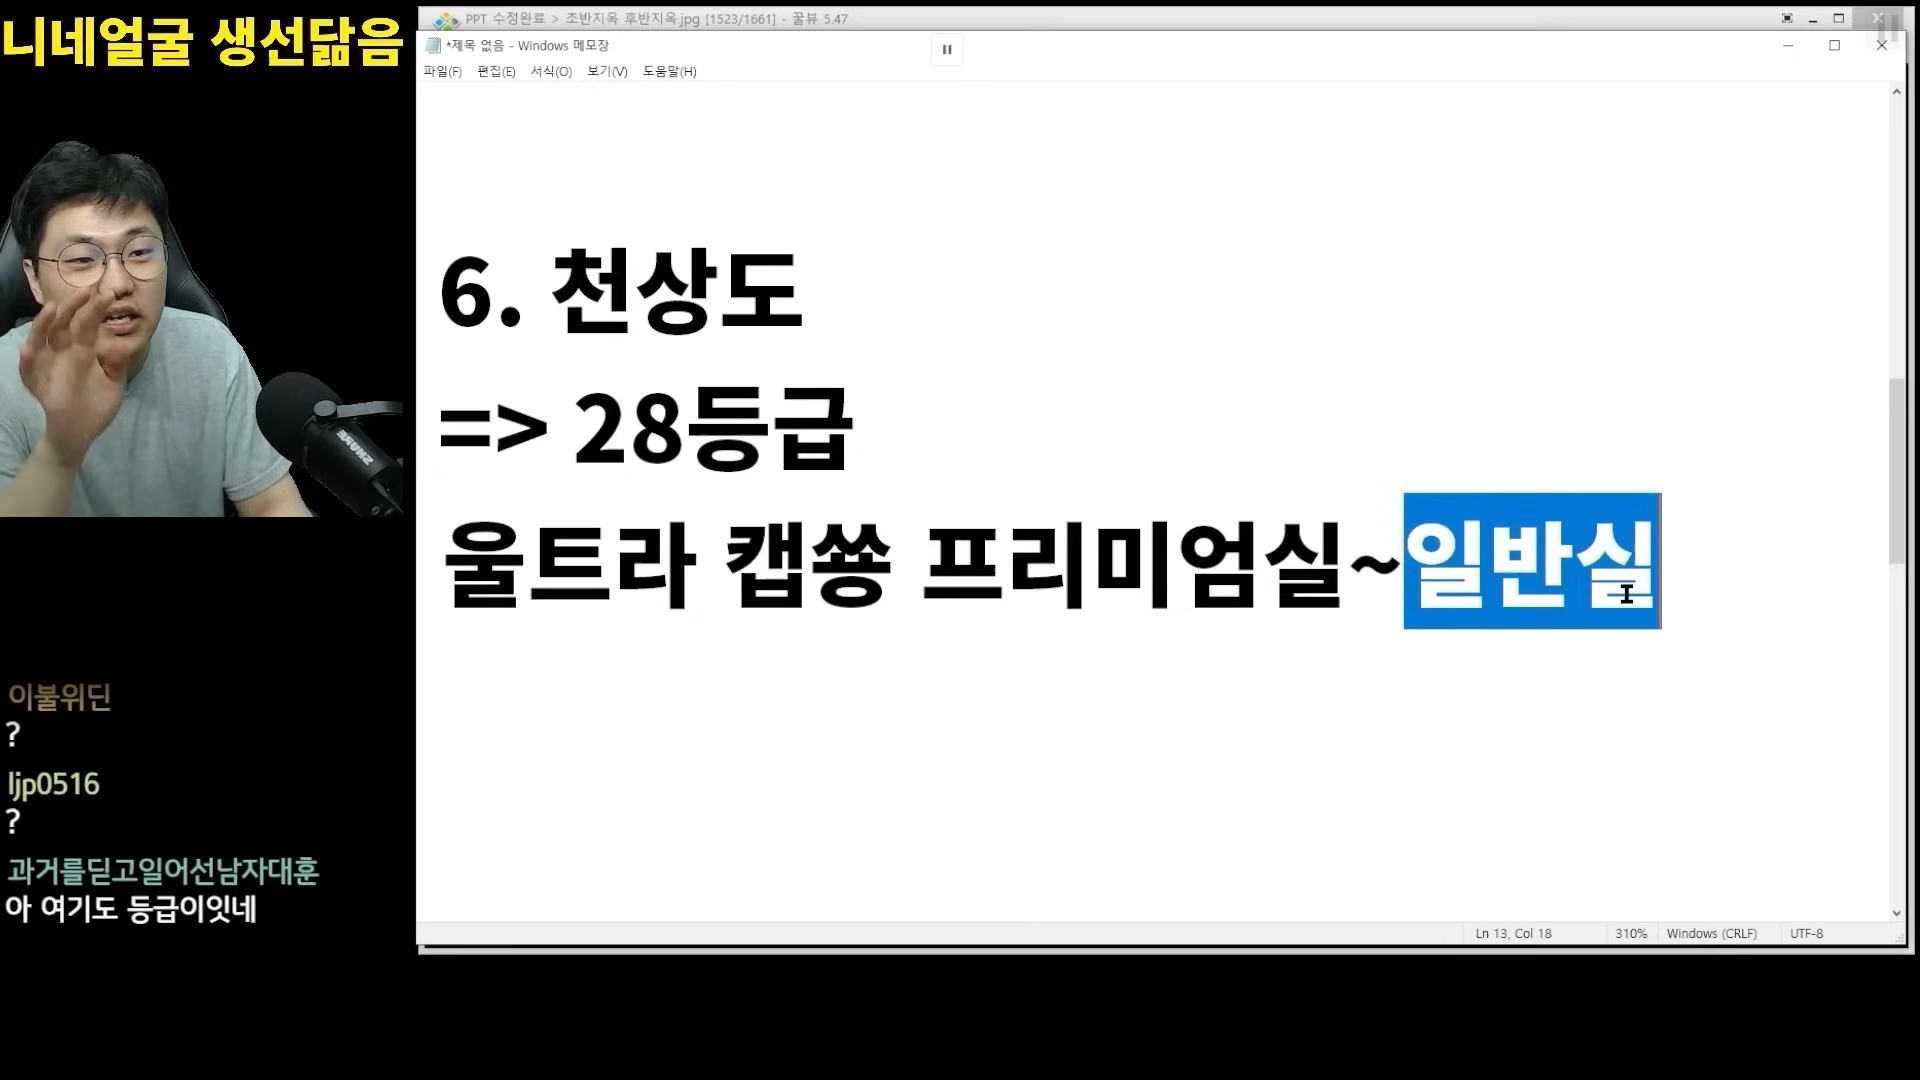 니네얼굴 생선닮음
PPT 수정완료 > 초반지옥 후반지옥.jpg [1523/1661] - 꿀뷰 5.47
*제목 없음 - Windows 메모장
파일(F) 편집(E) 서식(O) 보기(V) 도움말(H)
6. 천상도
=> 28등급
울트라 캡쑝 프리미엄실~일반실
SHURE
이불위딘
?
ljp0516
?
과거를딛고일어선남자대훈
아 여기도 등급이잇네
Ln 13, Col 18 310% Windows (CRLF) UTF-8